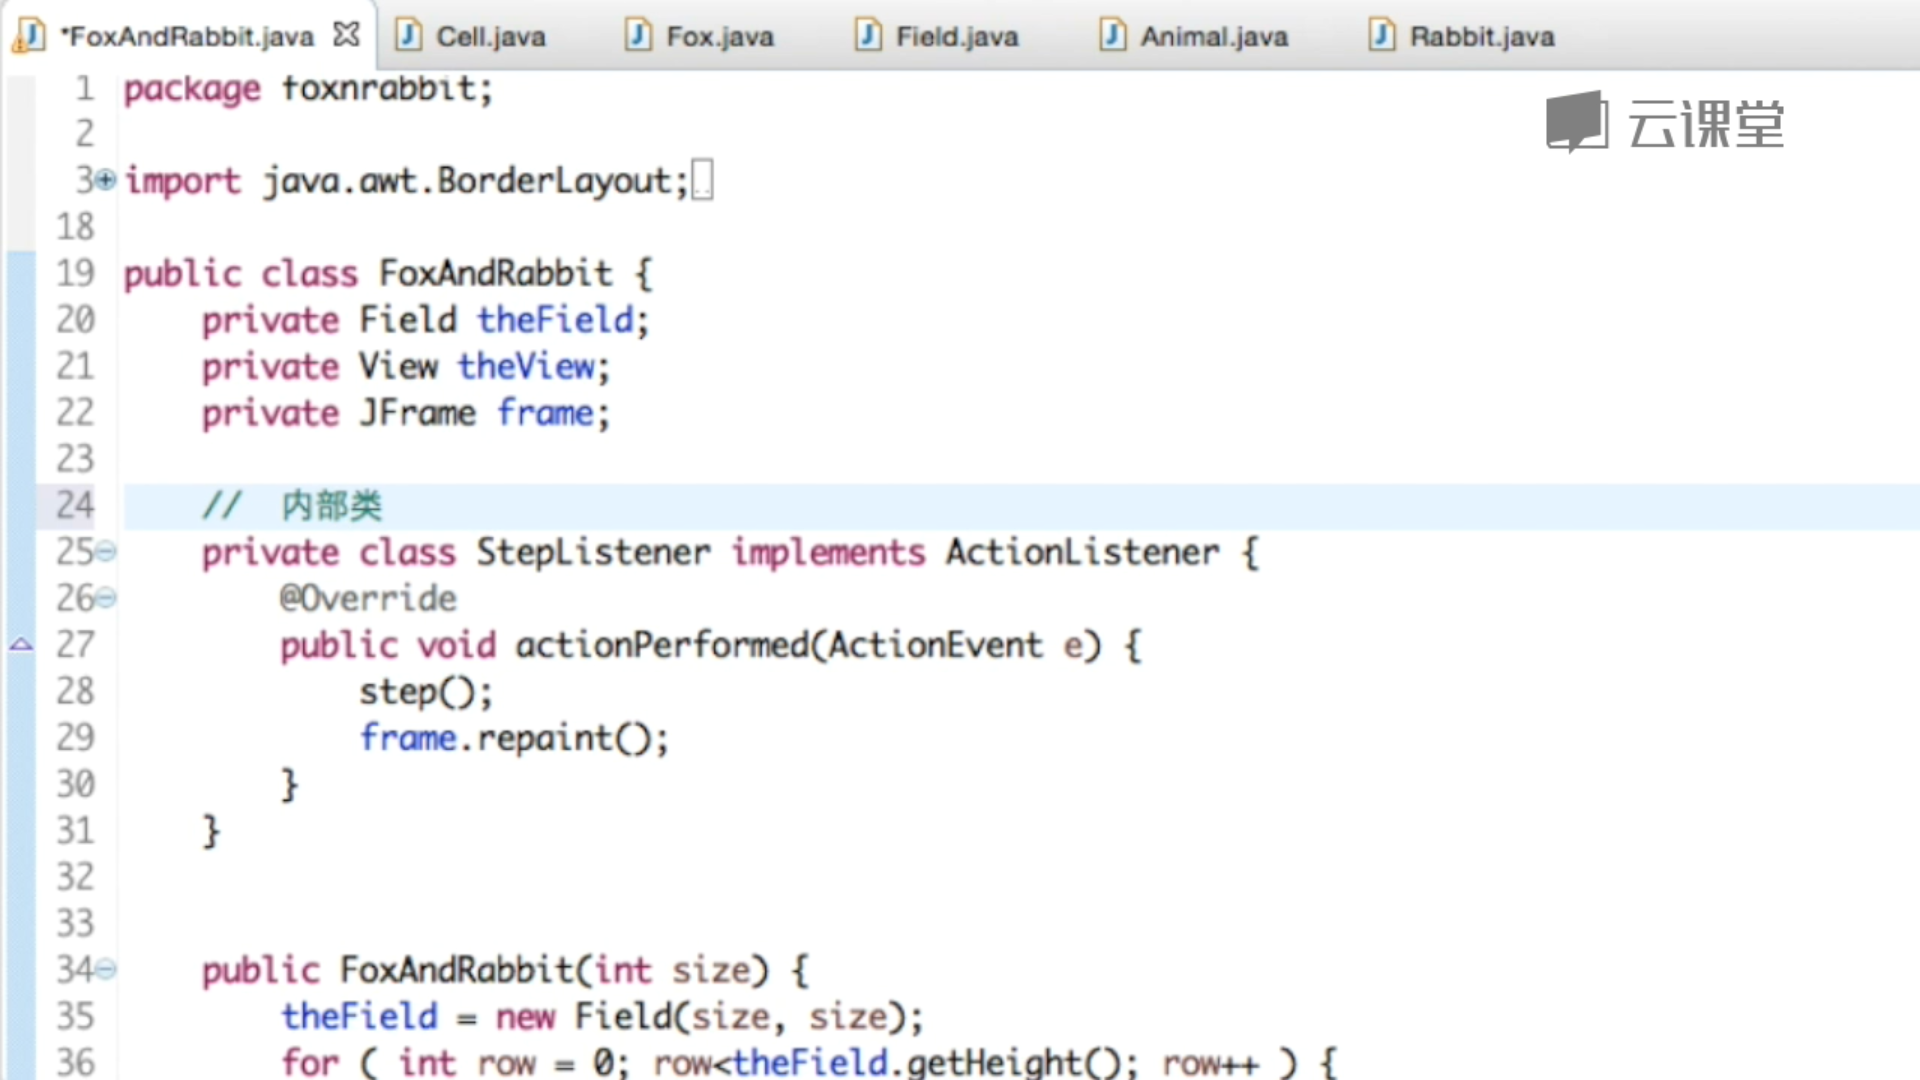 *FoxAndRabbit.java Cell.java Fox.java Field.java Animal.java Rabbit.java
云课堂
1 package foxnrabbit;
2
3 import java.awt.BorderLayout;
18
19 public class FoxAndRabbit {
20 private Field theField;
21 private View theView;
22 private JFrame frame;
23
24 // 内部类
25 private class StepListener implements ActionListener {
26 @Override
27 public void actionPerformed(ActionEvent e) {
28 step();
29 frame.repaint();
30 }
31 }
32
33
34 public FoxAndRabbit(int size) {
35 theField = new Field(size, size);
36 for ( int row = 0; row<theField.getHeight(); row++ ) {